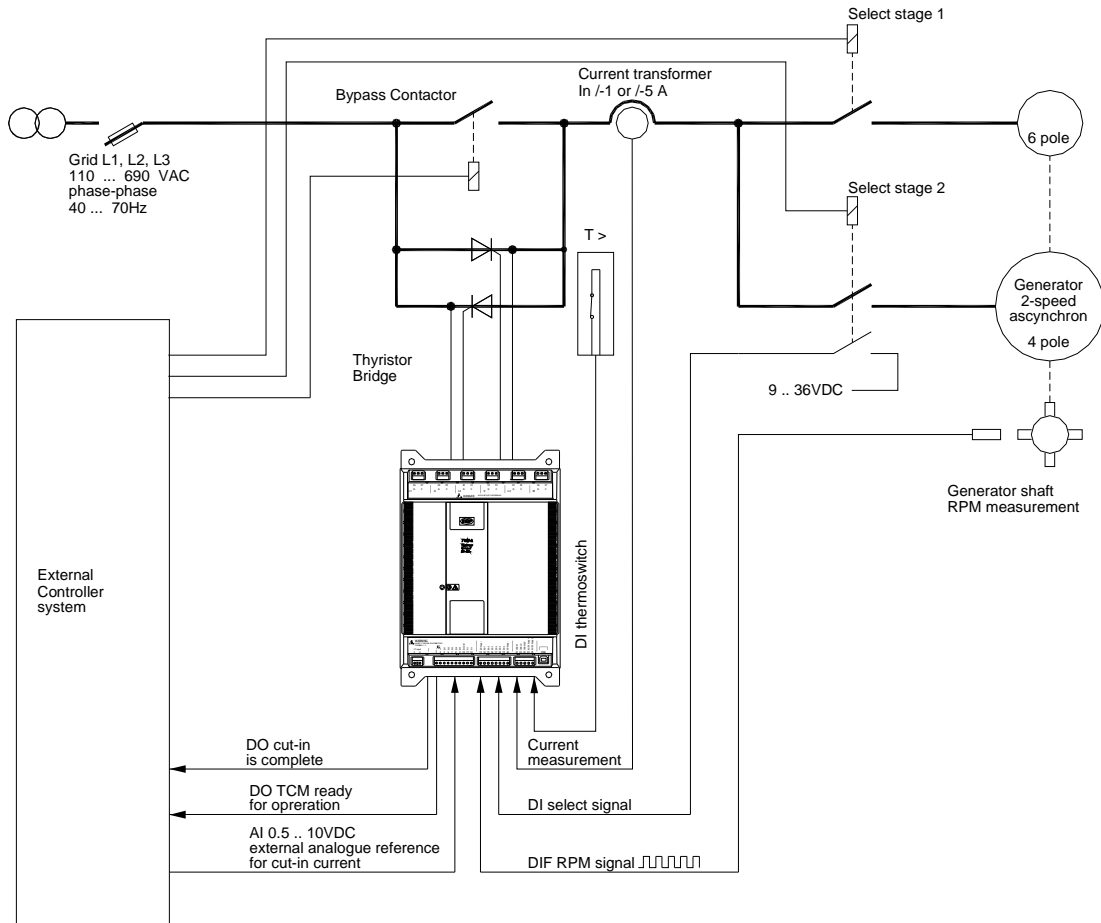 Select stage 1
Current transformer
In /-1 or /-5 A
Bypass Contactor
6 pole
Grid L1, L2, L3
110 ... 690 VAC
phase-phase
40 ... 70Hz
Select stage 2
T >
Generator
2-speed
ascynchron
4 pole
Thyristor
Bridge
9 .. 36VDC
Generator shaft
RPM measurement
External
Controller
system
DI thermoswitch
DO cut-in
is complete
Current
measurement
DO TCM ready
for opreration
DI select signal
AI 0.5 .. 10VDC
external analogue reference
for cut-in current
DIF RPM signal